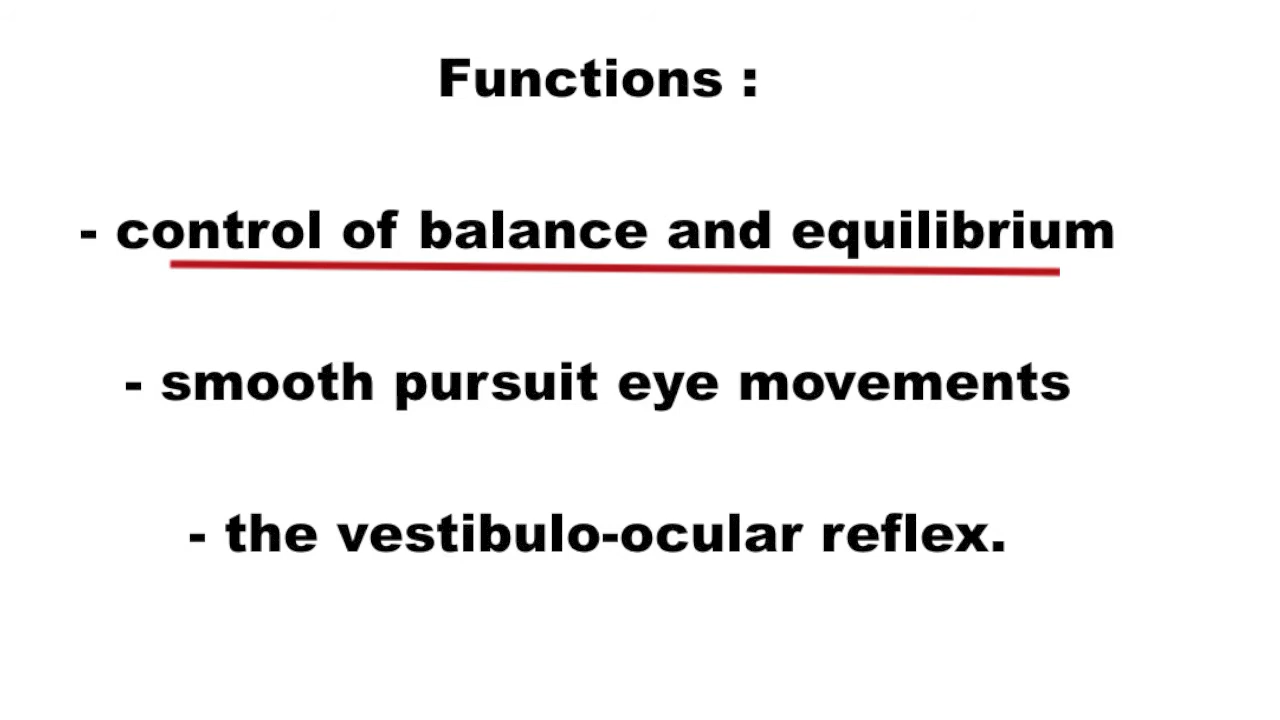 Functions :
- control of balance and equilibrium
- smooth pursuit eye movements
- the vestibulo-ocular reflex.